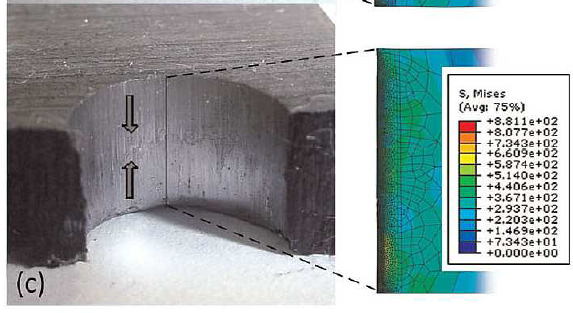 S, Mises
(Avg: 75%)
+8.811e+02
+8.077e+02
+7.343e+02
+6.609e+02
+5.874e+02
+5.140e+02
+4.406e+02
+3.671e+02
+2.937e+02
+2.203e+02
+1.469e+02
+7.343e+01
+0.000e+00
(c)